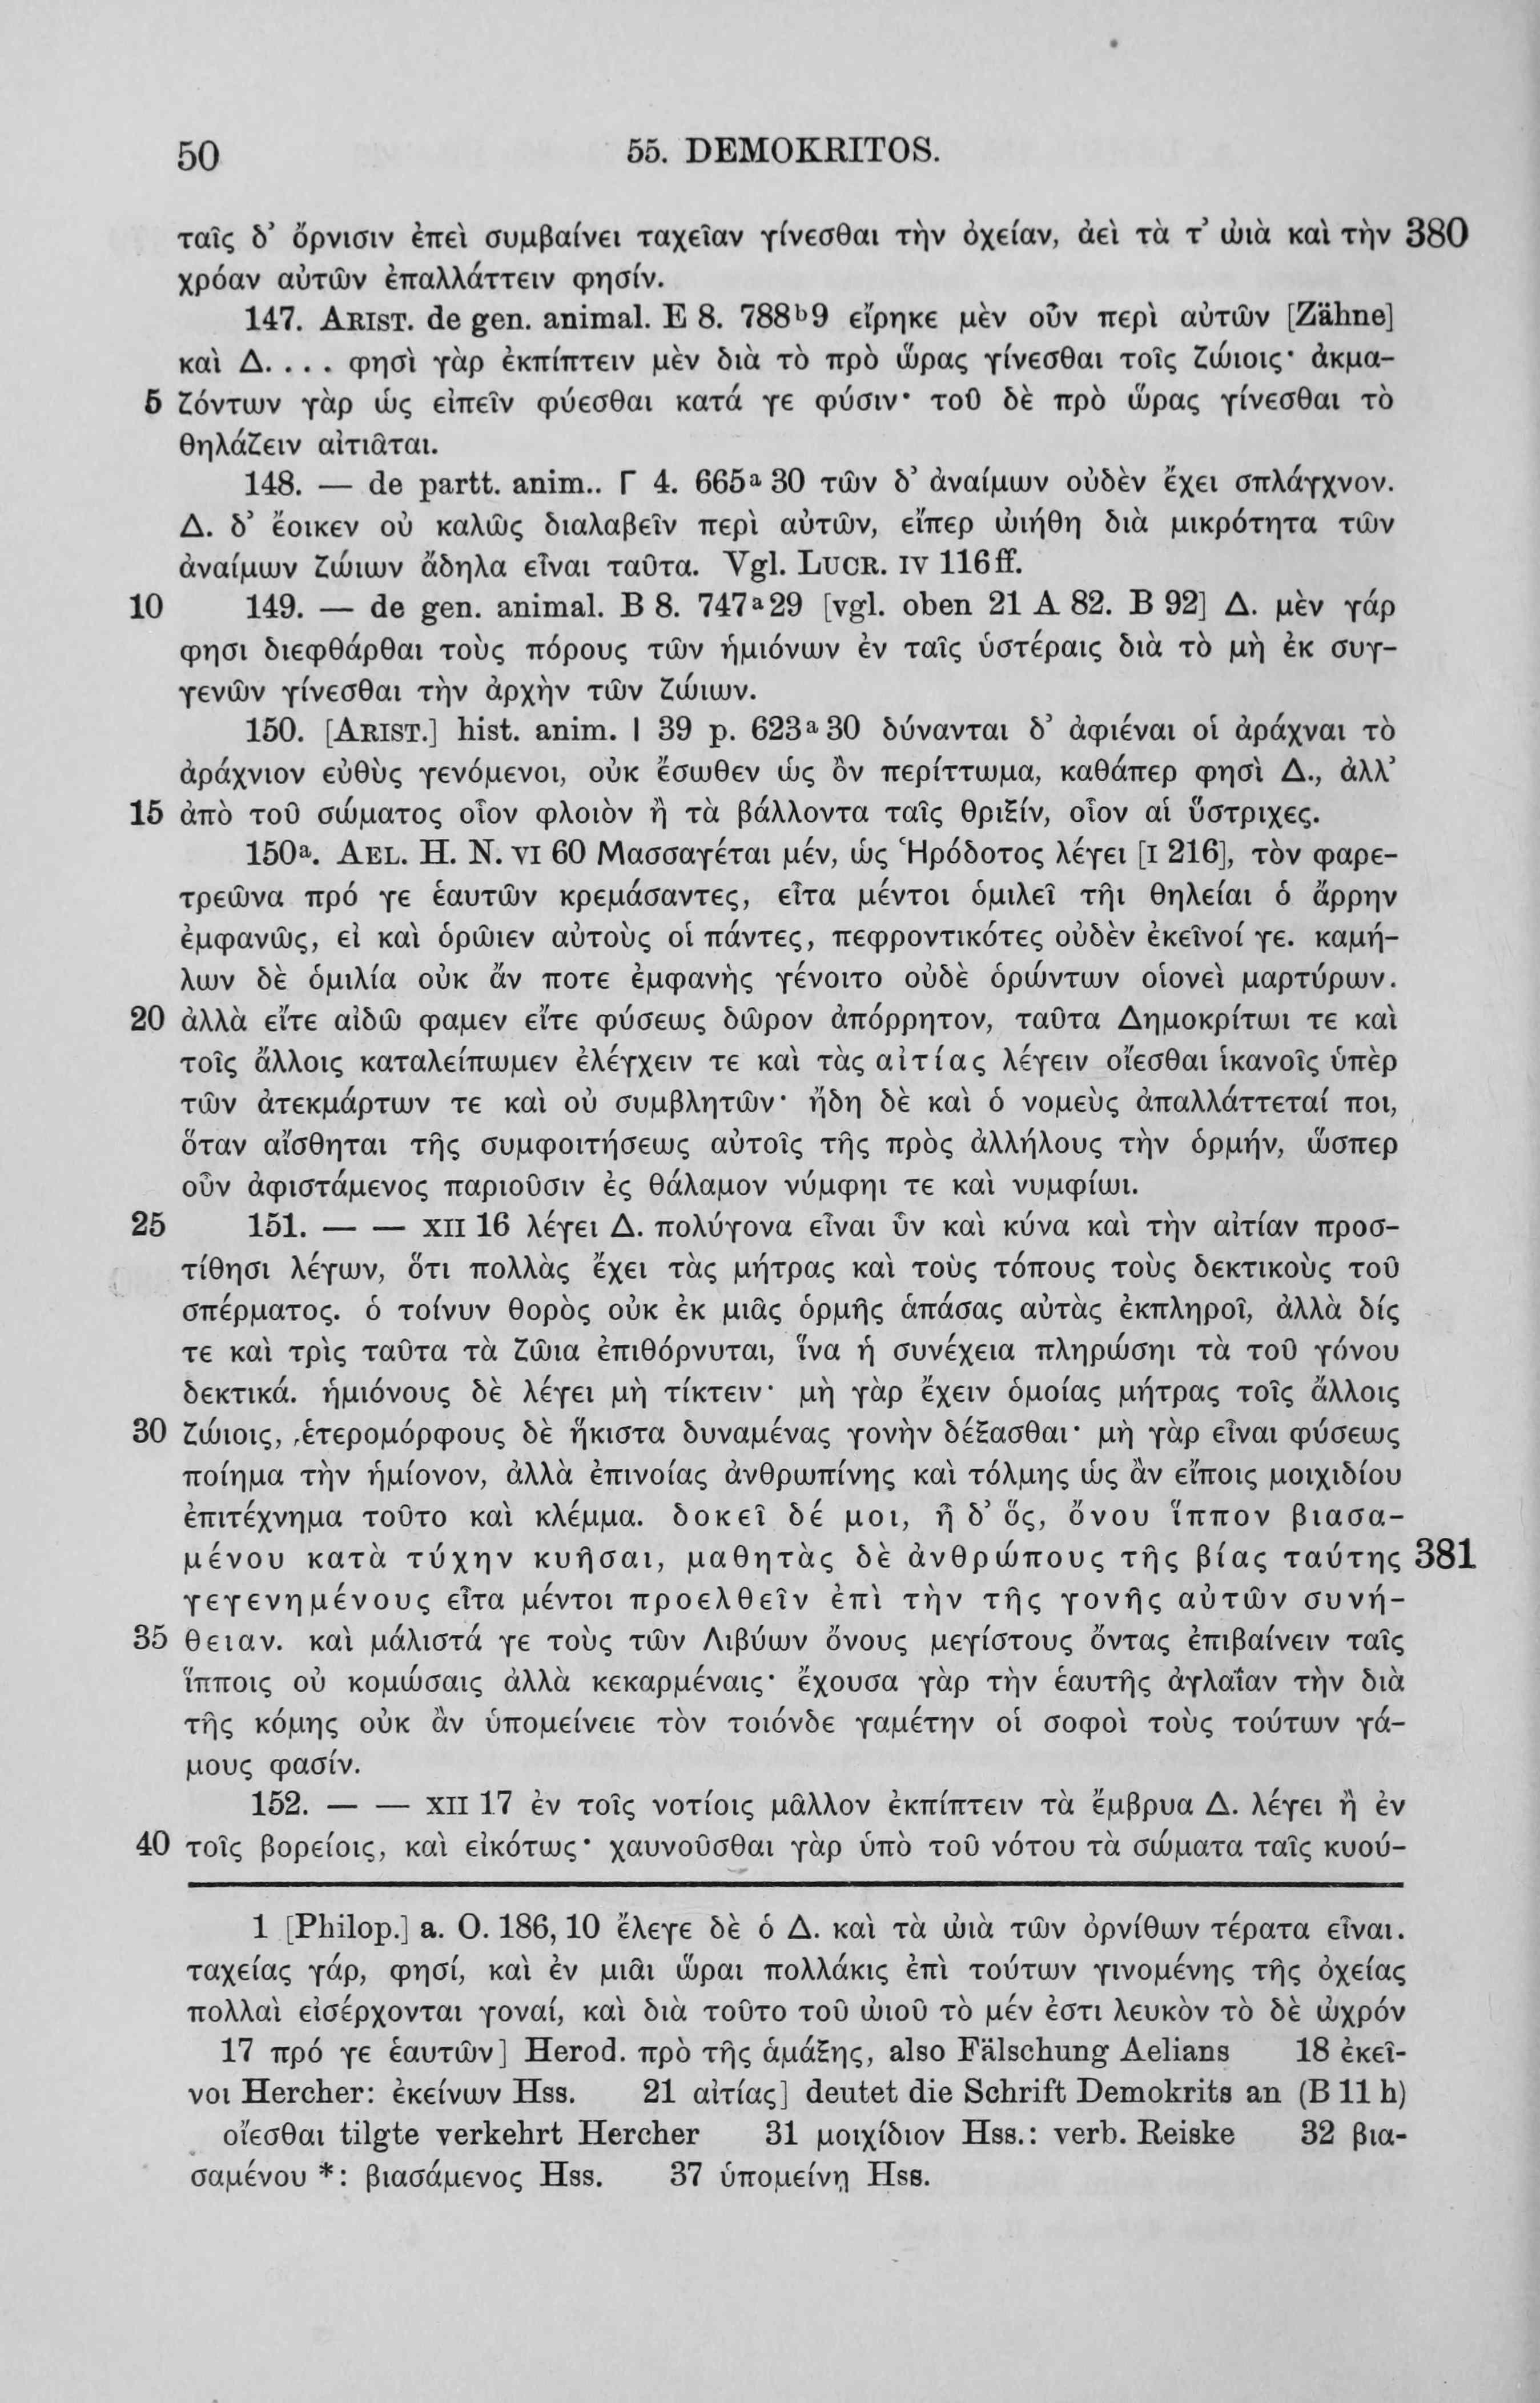 50 55. DEMOKRITOS.
ταῖς δ’ ὄρνισιν ἐπεὶ συμβαίνει ταχεῖαν γίνεσθαι τὴν ὀχείαν, ἀεὶ τὰ τ’ ὠιὰ καὶ τὴν 380
χρόαν αὐτῶν ἐπαλλάττειν φησίν.
147. ARIST. de gen. animal. E 8. 788ᵇ9 εἴρηκε μὲν οὖν περὶ αὐτῶν [Zähne]
καὶ Δ. . . . φησὶ γὰρ ἐκπίπτειν μὲν διὰ τὸ πρὸ ὥρας γίνεσθαι τοῖς ζώιοις· ἀκμα-
5 ζόντων γὰρ ὡς εἰπεῖν φύεσθαι κατά γε φύσιν· τοῦ δὲ πρὸ ὥρας γίνεσθαι τὸ
θηλάζειν αἰτιᾶται.
148. — de partt. anim.. Γ 4. 665ᵃ 30 τῶν δ’ ἀναίμων οὐδὲν ἔχει σπλάγχνον.
Δ. δ’ ἔοικεν οὐ καλῶς διαλαβεῖν περὶ αὐτῶν, εἴπερ ὠιήθη διὰ μικρότητα τῶν
ἀναίμων ζώιων ἄδηλα εἶναι ταῦτα. Vgl. LUCR. IV 116 ff.
10 149. — de gen. animal. B 8. 747ᵃ29 [vgl. oben 21 A 82. B 92] Δ. μὲν γάρ
φησι διεφθάρθαι τοὺς πόρους τῶν ἡμιόνων ἐν ταῖς ὑστέραις διὰ τὸ μὴ ἐκ συγ-
γενῶν γίνεσθαι τὴν ἀρχὴν τῶν ζώιων.
150. [ARIST.] hist. anim. I 39 p. 623ᵃ 30 δύνανται δ’ ἀφιέναι οἱ ἀράχναι τὸ
ἀράχνιον εὐθὺς γενόμενοι, οὐκ ἔσωθεν ὡς ὂν περίττωμα, καθάπερ φησὶ Δ., ἀλλ’
15 ἀπὸ τοῦ σώματος οἷον φλοιὸν ἢ τὰ βάλλοντα ταῖς θριξίν, οἷον αἱ ὕστριχες.
150ᵃ. AEL. H. N. VI 60 Μασσαγέται μέν, ὡς Ἡρόδοτος λέγει [I 216], τὸν φαρε-
τρεῶνα πρό γε ἑαυτῶν κρεμάσαντες, εἶτα μέντοι ὁμιλεῖ τῆι θηλείαι ὁ ἄρρην
ἐμφανῶς, εἰ καὶ ὁρῶιεν αὐτοὺς οἱ πάντες, πεφροντικότες οὐδὲν ἐκεῖνοί γε. καμή-
λων δὲ ὁμιλία οὐκ ἄν ποτε ἐμφανὴς γένοιτο οὐδὲ ὁρώντων οἱονεὶ μαρτύρων.
20 ἀλλὰ εἴτε αἰδῶ φαμεν εἴτε φύσεως δῶρον ἀπόρρητον, ταῦτα Δημοκρίτωι τε καὶ
τοῖς ἄλλοις καταλείπωμεν ἐλέγχειν τε καὶ τὰς αἰτίας λέγειν οἴεσθαι ἱκανοῖς ὑπὲρ
τῶν ἀτεκμάρτων τε καὶ οὐ συμβλητῶν· ἤδη δὲ καὶ ὁ νομεὺς ἀπαλλάττεταί ποι,
ὅταν αἴσθηται τῆς συμφοιτήσεως αὐτοῖς τῆς πρὸς ἀλλήλους τὴν ὁρμήν, ὥσπερ
οὖν ἀφιστάμενος παριοῦσιν ἐς θάλαμον νύμφηι τε καὶ νυμφίωι.
25 151. — — XII 16 λέγει Δ. πολύγονα εἶναι ὗν καὶ κύνα καὶ τὴν αἰτίαν προσ-
τίθησι λέγων, ὅτι πολλὰς ἔχει τὰς μήτρας καὶ τοὺς τόπους τοὺς δεκτικοὺς τοῦ
σπέρματος. ὁ τοίνυν θορὸς οὐκ ἐκ μιᾶς ὁρμῆς ἁπάσας αὐτὰς ἐκπληροῖ, ἀλλὰ δίς
τε καὶ τρὶς ταῦτα τὰ ζῶια ἐπιθόρνυται, ἵνα ἡ συνέχεια πληρώσηι τὰ τοῦ γόνου
δεκτικά. ἡμιόνους δὲ λέγει μὴ τίκτειν· μὴ γὰρ ἔχειν ὁμοίας μήτρας τοῖς ἄλλοις
30 ζώιοις, ἑτερομόρφους δὲ ἥκιστα δυναμένας γονὴν δέξασθαι· μὴ γὰρ εἶναι φύσεως
ποίημα τὴν ἡμίονον, ἀλλὰ ἐπινοίας ἀνθρωπίνης καὶ τόλμης ὡς ἂν εἴποις μοιχιδίου
ἐπιτέχνημα τοῦτο καὶ κλέμμα. δοκεῖ δέ μοι, ἦ δ’ ὅς, ὄνου ἵππον βιασα-
μένου κατὰ τύχην κυῆσαι, μαθητὰς δὲ ἀνθρώπους τῆς βίας ταύτης 381
γεγενημένους εἶτα μέντοι προελθεῖν ἐπὶ τὴν τῆς γονῆς αὐτῶν συνή-
35 θειαν. καὶ μάλιστά γε τοὺς τῶν Λιβύων ὄνους μεγίστους ὄντας ἐπιβαίνειν ταῖς
ἵπποις οὐ κομώσαις ἀλλὰ κεκαρμέναις· ἔχουσα γὰρ τὴν ἑαυτῆς ἀγλαΐαν τὴν διὰ
τῆς κόμης οὐκ ἂν ὑπομείνειε τὸν τοιόνδε γαμέτην οἱ σοφοὶ τοὺς τούτων γά-
μους φασίν.
152. — — XII 17 ἐν τοῖς νοτίοις μᾶλλον ἐκπίπτειν τὰ ἔμβρυα Δ. λέγει ἢ ἐν
40 τοῖς βορείοις, καὶ εἰκότως· χαυνοῦσθαι γὰρ ὑπὸ τοῦ νότου τὰ σώματα ταῖς κυού-
1 [Philop.] a. O. 186, 10 ἔλεγε δὲ ὁ Δ. καὶ τὰ ὠιὰ τῶν ὀρνίθων τέρατα εἶναι.
ταχείας γάρ, φησί, καὶ ἐν μιᾶι ὥραι πολλάκις ἐπὶ τούτων γινομένης τῆς ὀχείας
πολλαὶ εἰσέρχονται γοναί, καὶ διὰ τοῦτο τοῦ ὠιοῦ τὸ μέν ἐστι λευκὸν τὸ δὲ ὠχρόν
17 πρό γε ἑαυτῶν] Herod. πρὸ τῆς ἁμάξης, also Fälschung Aelians 18 ἐκεῖ-
νοι Hercher: ἐκείνων Hss. 21 αἰτίας] deutet die Schrift Demokrits an (B 11 h)
οἴεσθαι tilgte verkehrt Hercher 31 μοιχίδιον Hss.: verb. Reiske 32 βια-
σαμένου *: βιασάμενος Hss. 37 ὑπομείνῃ Hss.